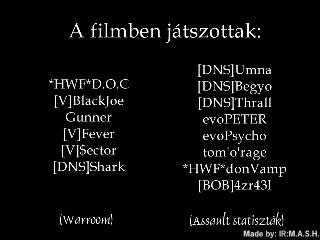 A filmben játszottak:
*HWF*D.O.C
[V]BlackJoe
Gunner
[V]Fever
[V]Sector
[DNS]Shark
(Warroom)
[DNS]Umna
[DNS]Begyo
[DNS]Thrall
evoPETER
evoPsycho
tom'o'rage
*HWF*donVamp
[BOB]4zr43l
(Assault statiszták)
Made by: IR:M.A.S.H.